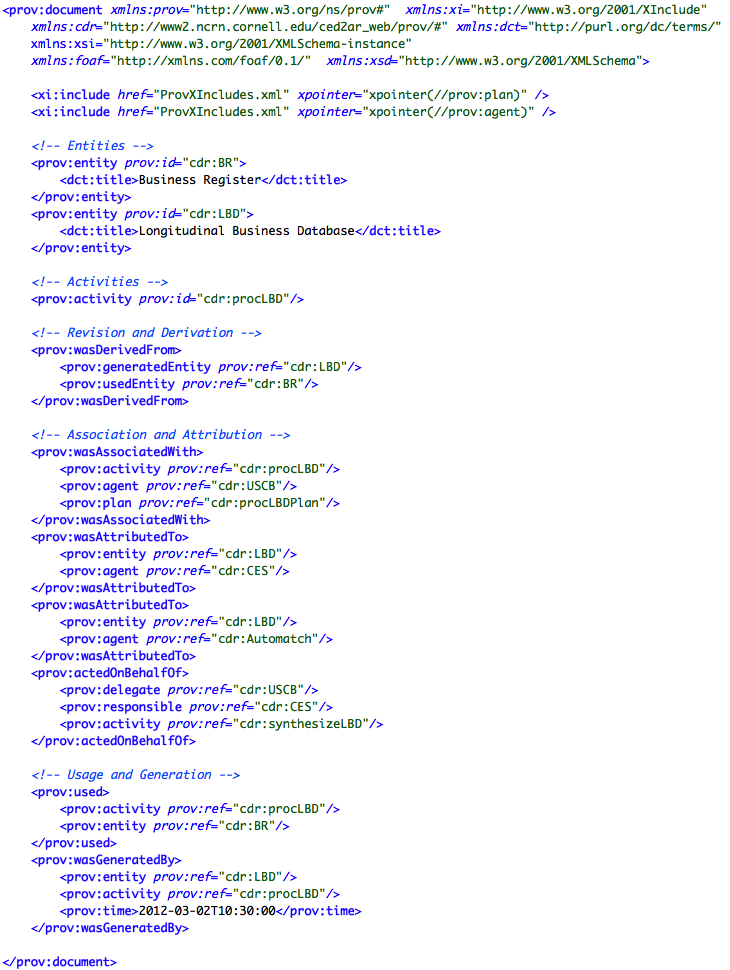 <prov:document xmlns:prov="http://www.w3.org/ns/prov#"  xmlns:xi="http://www.w3.org/2001/XInclude"
    xmlns:cdr="http://www2.ncrn.cornell.edu/ced2ar_web/prov/#" xmlns:dct="http://purl.org/dc/terms/"
    xmlns:xsi="http://www.w3.org/2001/XMLSchema-instance"
    xmlns:foaf="http://xmlns.com/foaf/0.1/"  xmlns:xsd="http://www.w3.org/2001/XMLSchema">

    <xi:include href="ProvXIncludes.xml" xpointer="xpointer(//prov:plan)" />
    <xi:include href="ProvXIncludes.xml" xpointer="xpointer(//prov:agent)" />

    <!-- Entities -->
    <prov:entity prov:id="cdr:BR">
        <dct:title>Business Register</dct:title>
    </prov:entity>
    <prov:entity prov:id="cdr:LBD">
        <dct:title>Longitudinal Business Database</dct:title>
    </prov:entity>

    <!-- Activities -->
    <prov:activity prov:id="cdr:procLBD"/>

    <!-- Revision and Derivation -->
    <prov:wasDerivedFrom>
        <prov:generatedEntity prov:ref="cdr:LBD"/>
        <prov:usedEntity prov:ref="cdr:BR"/>
    </prov:wasDerivedFrom>

    <!-- Association and Attribution -->
    <prov:wasAssociatedWith>
        <prov:activity prov:ref="cdr:procLBD"/>
        <prov:agent prov:ref="cdr:USCB"/>
        <prov:plan prov:ref="cdr:procLBDPlan"/>
    </prov:wasAssociatedWith>
    <prov:wasAttributedTo>
        <prov:entity prov:ref="cdr:LBD"/>
        <prov:agent prov:ref="cdr:CES"/>
    </prov:wasAttributedTo>
    <prov:wasAttributedTo>
        <prov:entity prov:ref="cdr:LBD"/>
        <prov:agent prov:ref="cdr:Automatch"/>
    </prov:wasAttributedTo>
    <prov:actedOnBehalfOf>
        <prov:delegate prov:ref="cdr:USCB"/>
        <prov:responsible prov:ref="cdr:CES"/>
        <prov:activity prov:ref="cdr:synthesizeLBD"/>
    </prov:actedOnBehalfOf>

    <!-- Usage and Generation -->
    <prov:used>
        <prov:activity prov:ref="cdr:procLBD"/>
        <prov:entity prov:ref="cdr:BR"/>
    </prov:used>
    <prov:wasGeneratedBy>
        <prov:entity prov:ref="cdr:LBD"/>
        <prov:activity prov:ref="cdr:procLBD"/>
        <prov:time>2012-03-02T10:30:00</prov:time>
    </prov:wasGeneratedBy>

</prov:document>